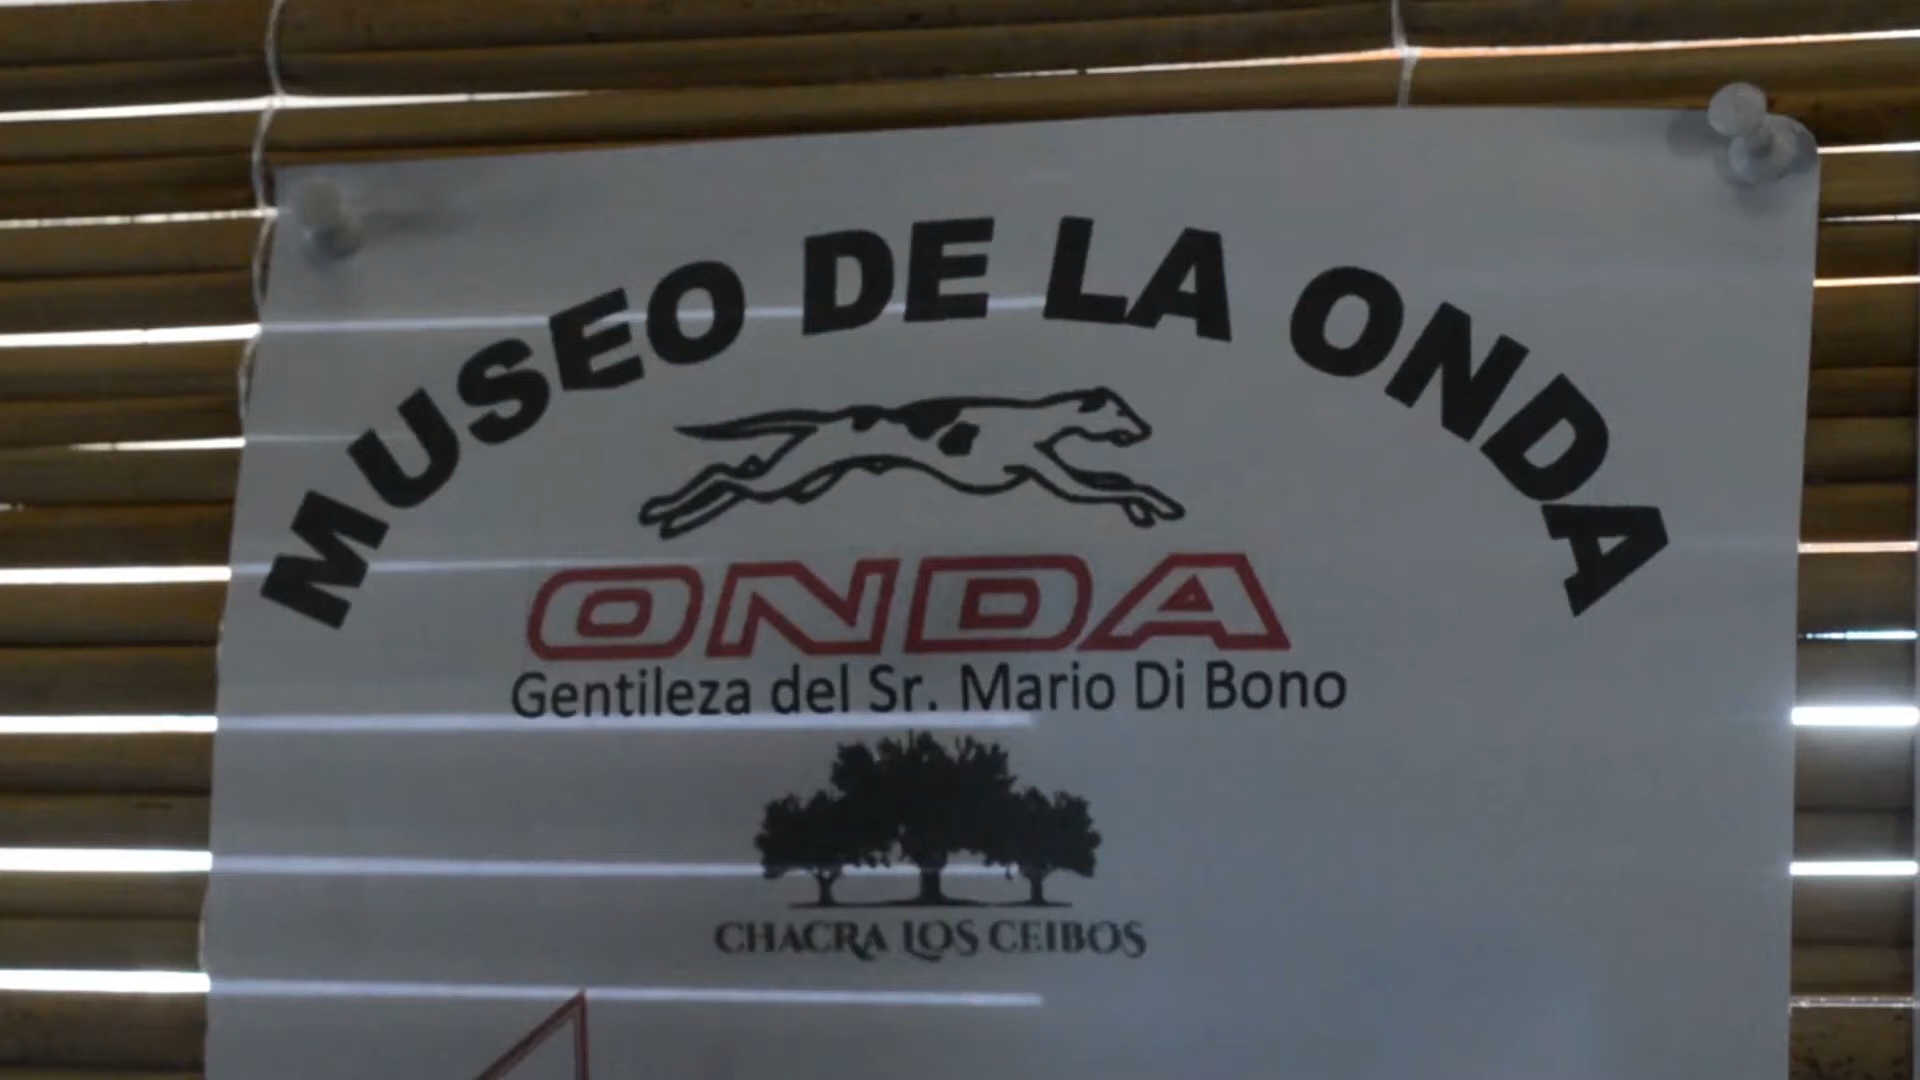 MUSEO DE LA ONDA
ONDA
Gentileza del Sr. Mario Di Bono
CHACRA LOS CEIBOS